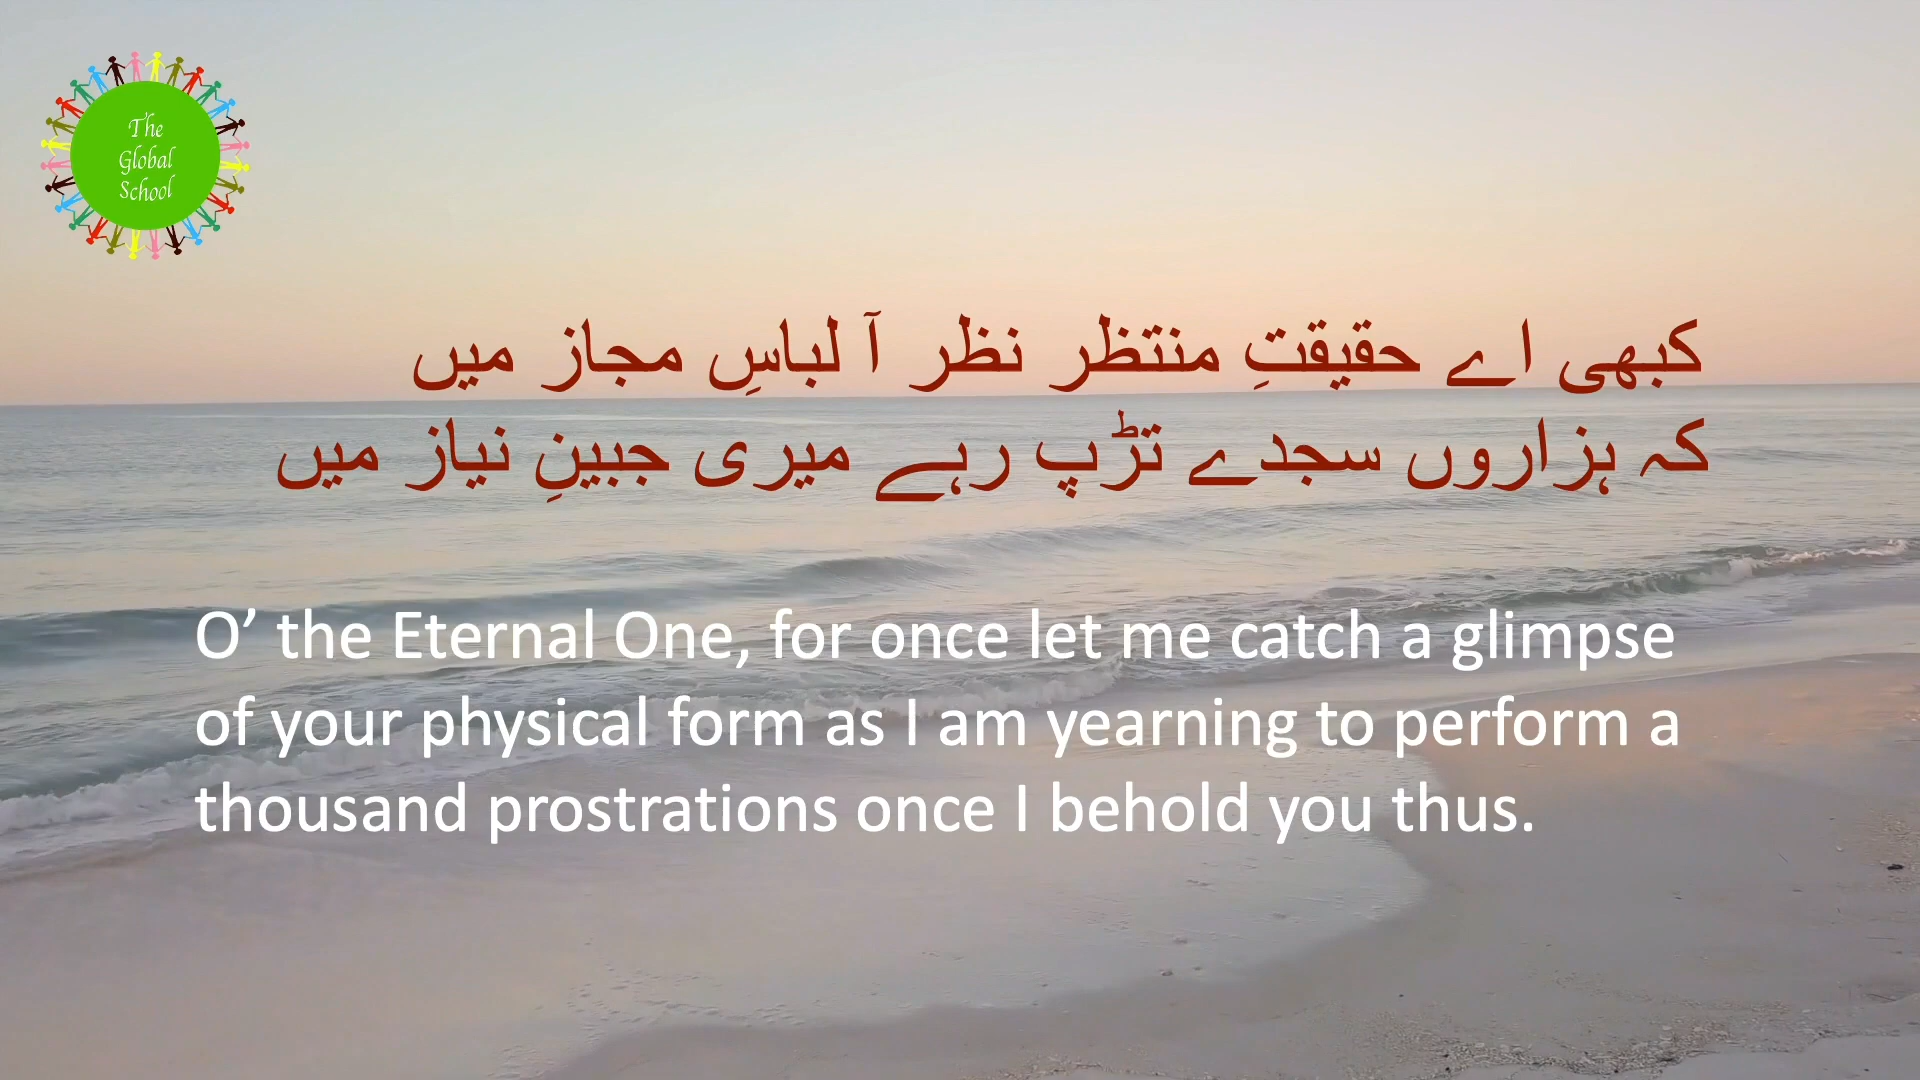 The
Global
School
کبھی اے حقیقتِ منتظر نظر آ لباسِ مجاز میں
کہ ہزاروں سجدے تڑپ رہے میری جبینِ نیاز میں
O’ the Eternal One, for once let me catch a glimpse
of your physical form as I am yearning to perform a
thousand prostrations once I behold you thus.